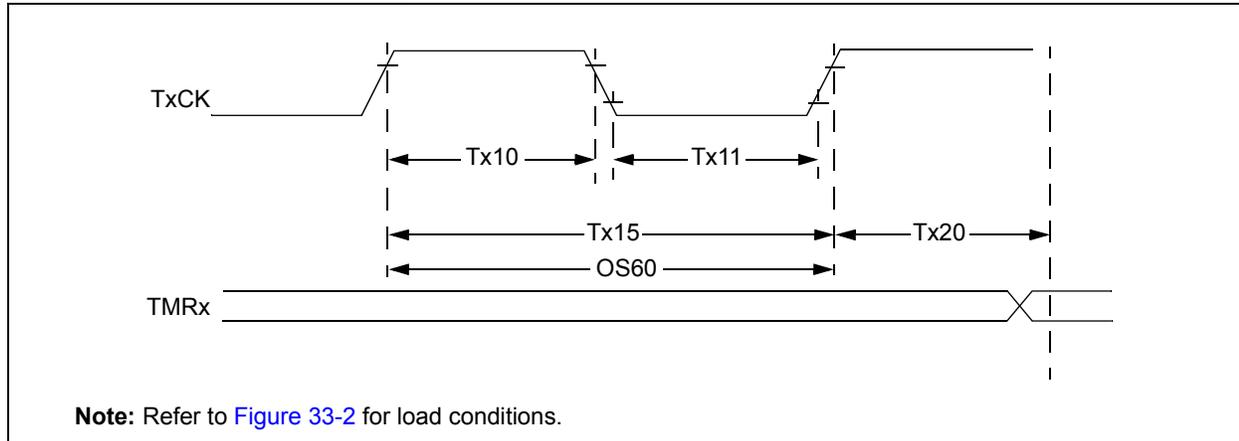 TxCK
Tx10
Tx11
Tx15
Tx20
OS60
TMRx
Note: Refer to Figure 33-2 for load conditions.